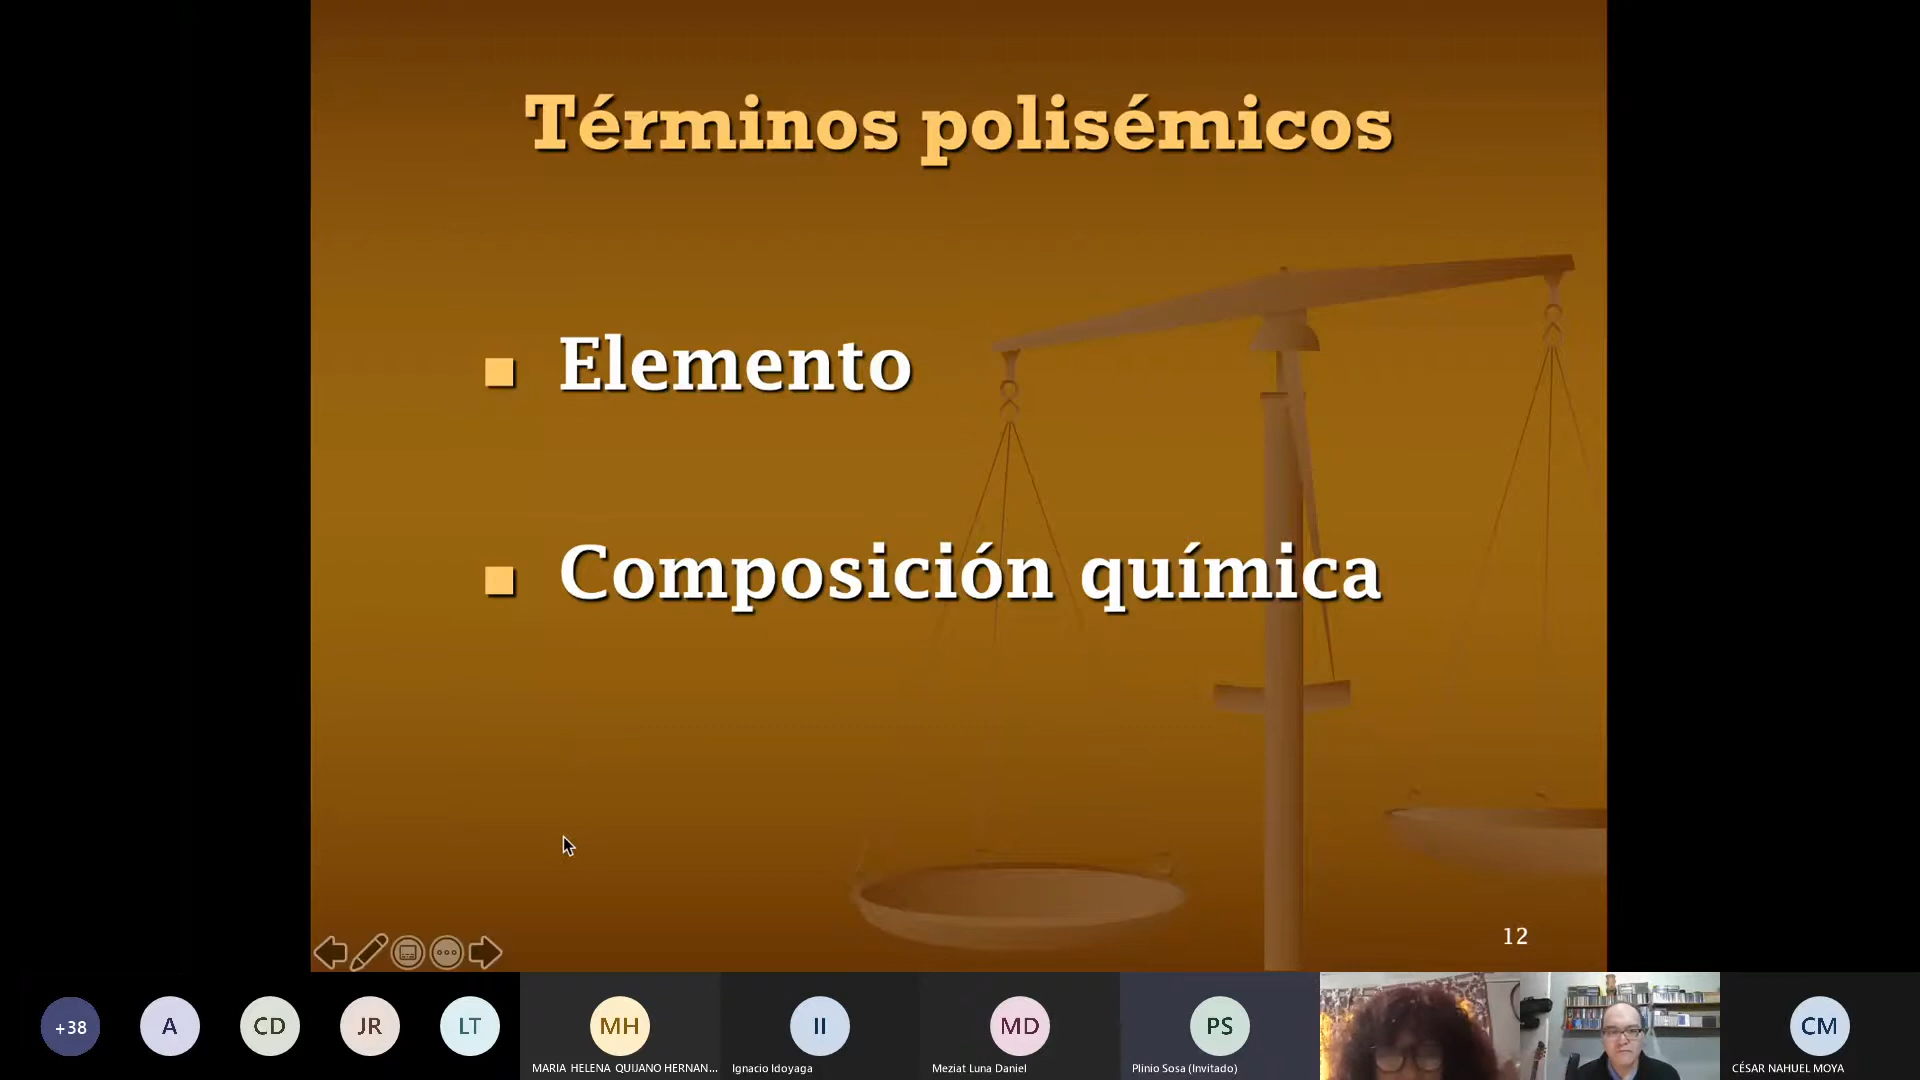 Términos polisémicos
Elemento
Composición química
12
+38
A
CD
JR
LT
MH
II
MD
PS
CM
MARIA HELENA QUIJANO HERNAN...
Ignacio Idoyaga
Meziat Luna Daniel
Plinio Sosa (Invitado)
CÉSAR NAHUEL MOYA